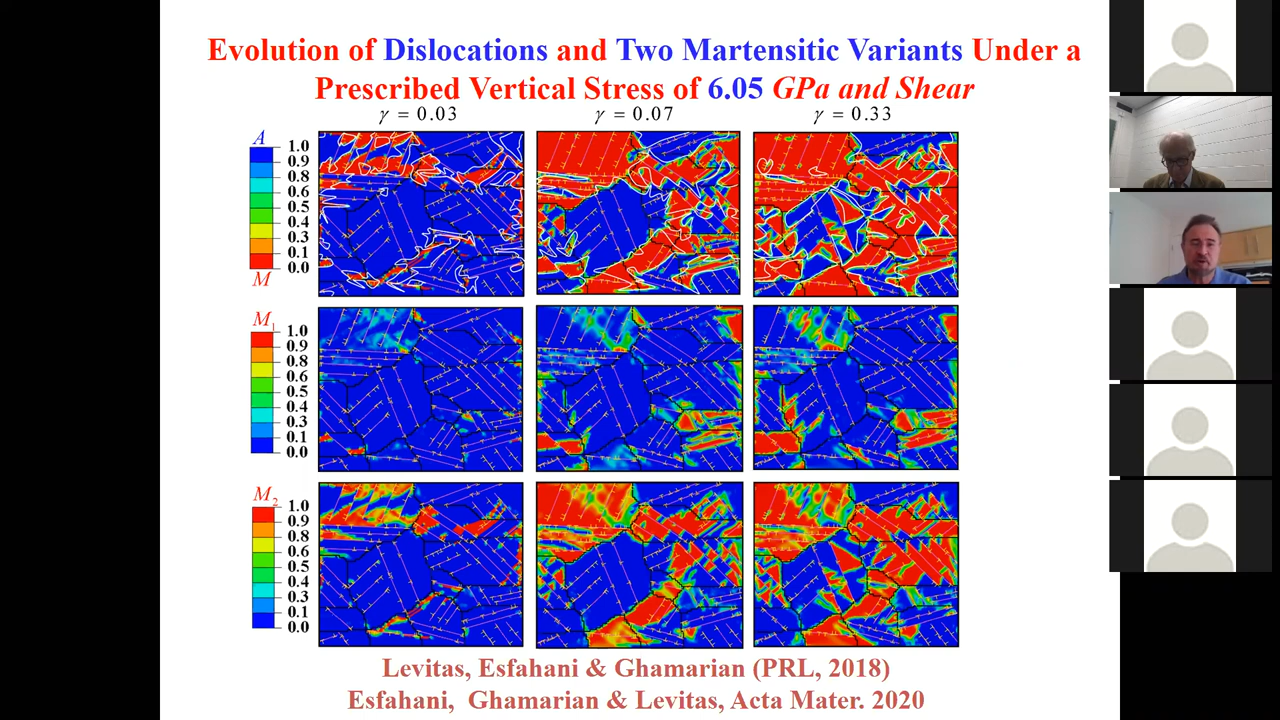 Evolution of Dislocations and Two Martensitic Variants Under a
Prescribed Vertical Stress of 6.05 GPa and Shear
γ = 0.03
γ = 0.07
γ = 0.33
A
1.0
0.9
0.8
0.6
0.5
0.4
0.3
0.1
0.0
M
M1
1.0
0.9
0.8
0.6
0.5
0.4
0.3
0.1
0.0
M2
1.0
0.9
0.8
0.6
0.5
0.4
0.3
0.1
0.0
Levitas, Esfahani & Ghamarian (PRL, 2018)
Esfahani, Ghamarian & Levitas, Acta Mater. 2020